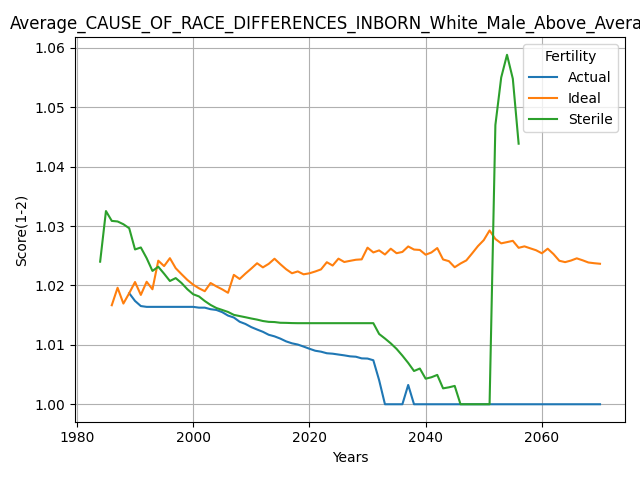 Average_CAUSE_OF_RACE_DIFFERENCES_INBORN_White_Male_Above_Avera
Fertility
Actual
Ideal
Sterile
Score(1-2)
1.06
1.05
1.04
1.03
1.02
1.01
1.00
1980 2000 2020 2040 2060
Years